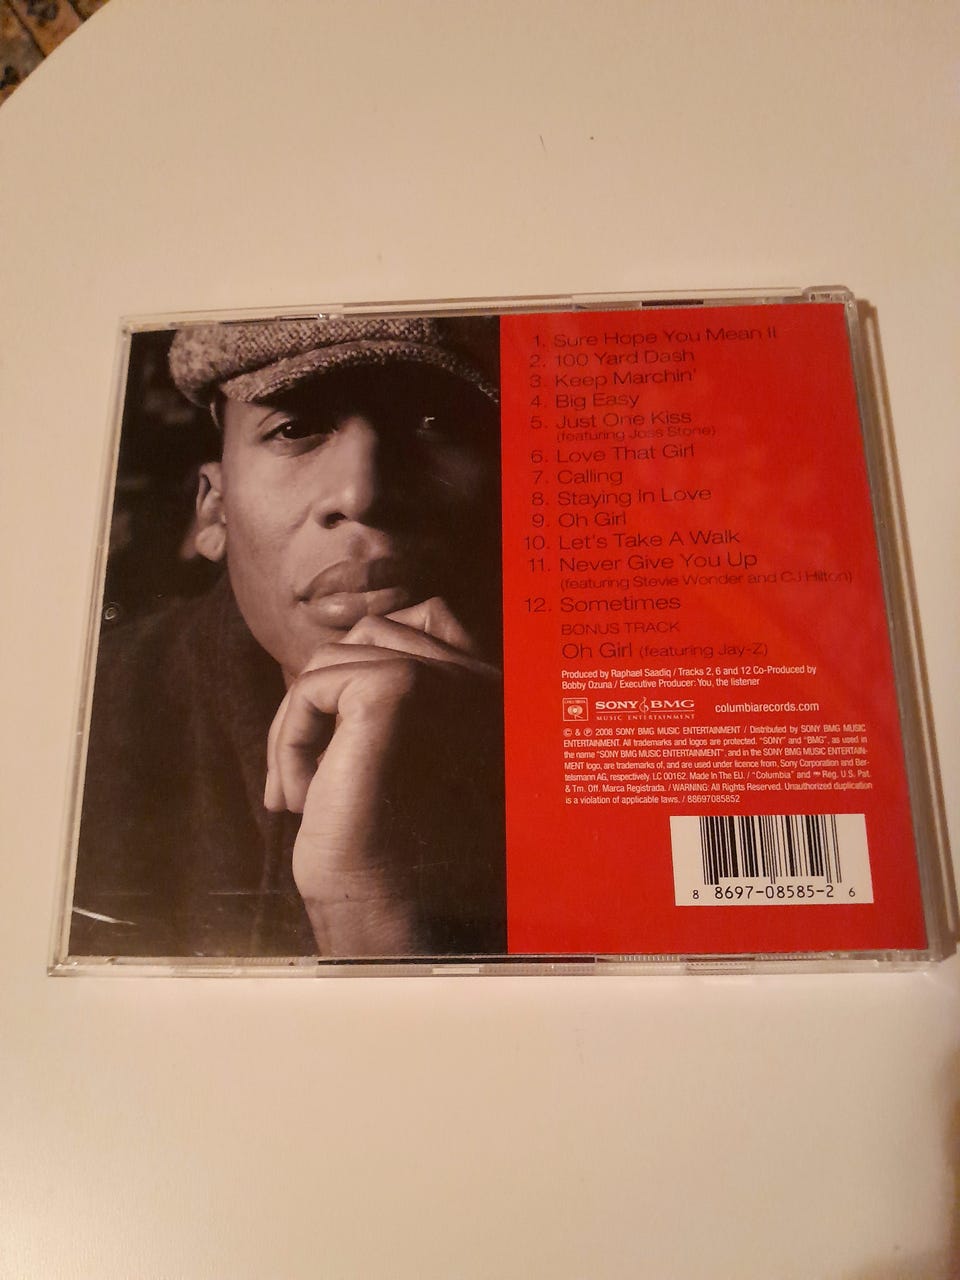 1. Sure Hope You Mean It
2. 100 Yard Dash
3. Keep Marchin'
4. Big Easy
5. Just One Kiss
(featuring Joss Stone)
6. Love That Girl
7. Calling
8. Staying In Love
9. Oh Girl
10. Let's Take A Walk
11. Never Give You Up
(featuring Stevie Wonder and CJ Hilton)
12. Sometimes
BONUS TRACK
Oh Girl (featuring Jay-Z)
Produced by Raphael Saadiq / Tracks 2, 6 and 12 Co-Produced by
Bobby Ozuna / Executive Producer: You, the listener
COLUMBIA SONY BMG columbiarecords.com
MUSIC ENTERTAINMENT
© & ℗ 2008 SONY BMG MUSIC ENTERTAINMENT / Distributed by SONY BMG MUSIC
ENTERTAINMENT. All trademarks and logos are protected. "SONY" and "BMG", as used in
the name "SONY BMG MUSIC ENTERTAINMENT", and in the SONY BMG MUSIC ENTERTAIN-
MENT logo, are trademarks of, and are used under licence from, Sony Corporation and Ber-
telsmann AG, respectively. LC 00162. Made In The EU. / "Columbia" and Reg. U.S. Pat.
& Tm. Off. Marca Registrada. / WARNING: All Rights Reserved. Unauthorized duplication
is a violation of applicable laws. / 88697085852
8 8697-08585-2 6